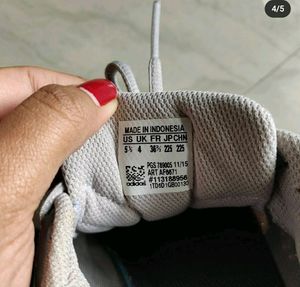 4/5
MADE IN INDONESIA
US UK FR JP CHN
5½ 4 36⅔ 225 225
PGS 789005 11/15
ART AF6671
#113188956
1TD6D1GB00130
adidas